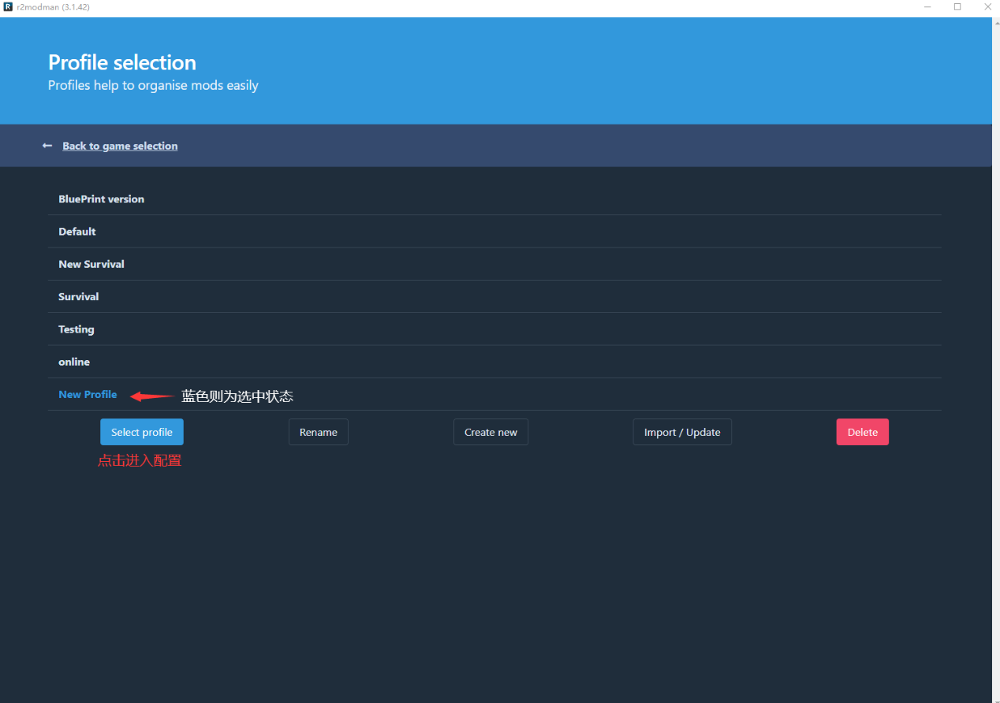 R r2modman (3.1.42)
Profile selection
Profiles help to organise mods easily
Back to game selection
BluePrint version
Default
New Survival
Survival
Testing
online
New Profile 蓝色则为选中状态
Select profile Rename Create new Import / Update Delete
点击进入配置